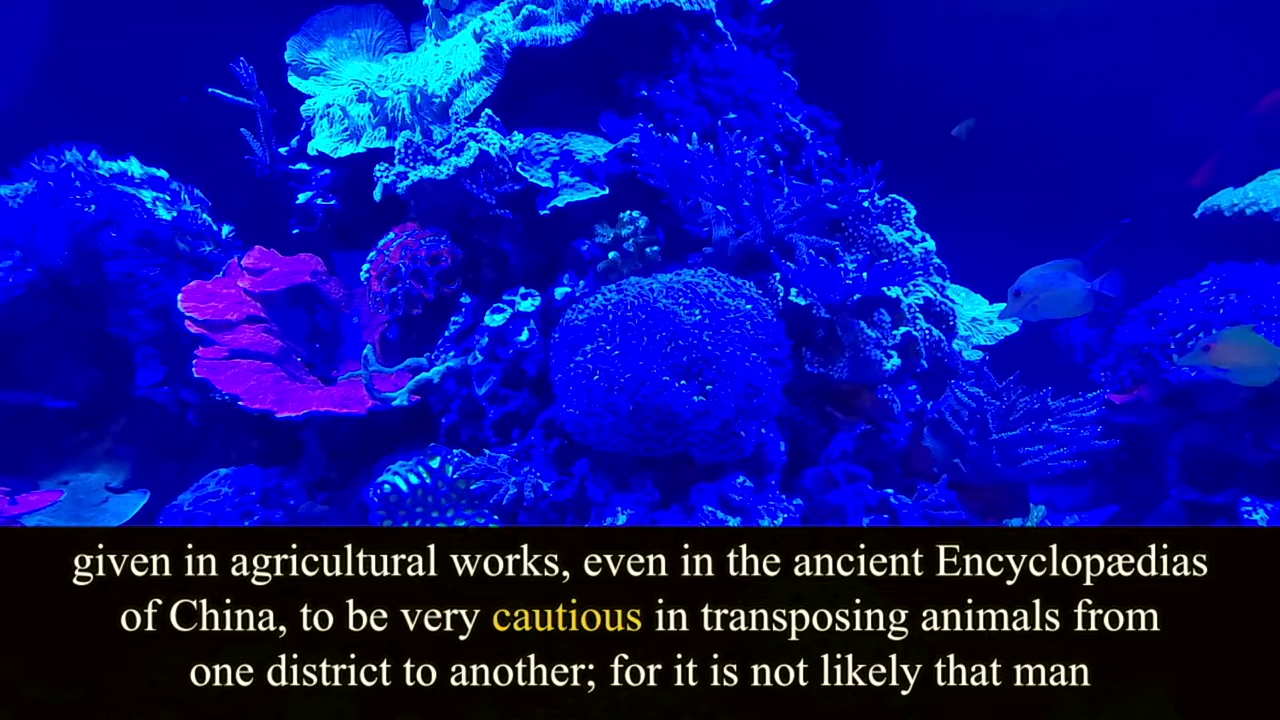 given in agricultural works, even in the ancient Encyclopædias
of China, to be very cautious in transposing animals from
one district to another; for it is not likely that man